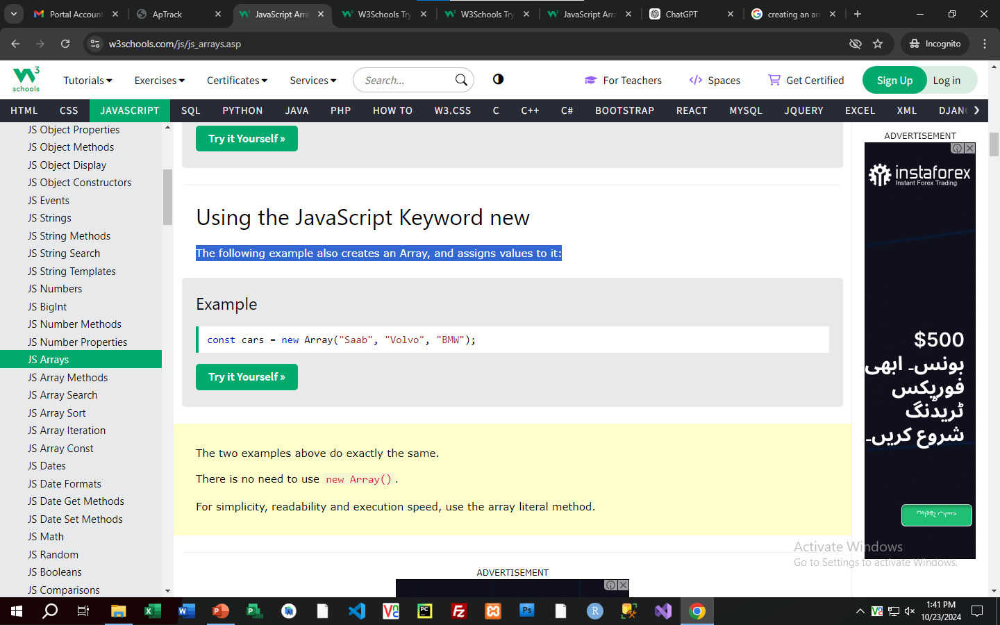 Portal Account
ApTrack
JavaScript Arra
W3Schools Try
W3Schools Try
JavaScript Arra
ChatGPT
creating an arr
w3schools.com/js/js_arrays.asp
Incognito
W3 schools
Tutorials
Exercises
Certificates
Services
Search...
For Teachers
Spaces
Get Certified
Sign Up
Log in
HTML
CSS
JAVASCRIPT
SQL
PYTHON
JAVA
PHP
HOW TO
W3.CSS
C
C++
C#
BOOTSTRAP
REACT
MYSQL
JQUERY
EXCEL
XML
DJAN
JS Object Properties
JS Object Methods
JS Object Display
JS Object Constructors
JS Events
JS Strings
JS String Methods
JS String Search
JS String Templates
JS Numbers
JS BigInt
JS Number Methods
JS Number Properties
JS Arrays
JS Array Methods
JS Array Search
JS Array Sort
JS Array Iteration
JS Array Const
JS Dates
JS Date Formats
JS Date Get Methods
JS Date Set Methods
JS Math
JS Random
JS Booleans
JS Comparisons
Try it Yourself »
Using the JavaScript Keyword new
The following example also creates an Array, and assigns values to it:
Example
const cars = new Array("Saab", "Volvo", "BMW");
Try it Yourself »
The two examples above do exactly the same.
There is no need to use new Array() .
For simplicity, readability and execution speed, use the array literal method.
ADVERTISEMENT
ADVERTISEMENT
instaforex
Instant Forex Trading
$500
بونس۔ ابھی
فوریکس
ٹریڈنگ
شروع کریں۔
Activate Windows
Go to Settings to activate Windows.
1:41 PM
10/23/2024